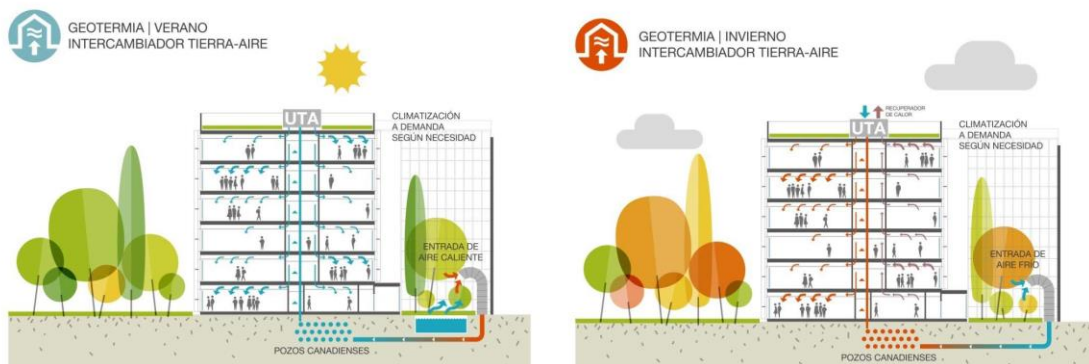 GEOTERMIA | VERANO
INTERCAMBIADOR TIERRA-AIRE
UTA
CLIMATIZACIÓN
A DEMANDA
SEGÚN NECESIDAD
ENTRADA DE
AIRE CALIENTE
POZOS CANADIENSES
GEOTERMIA | INVIERNO
INTERCAMBIADOR TIERRA-AIRE
RECUPERADOR
DE CALOR
UTA
CLIMATIZACIÓN
A DEMANDA
SEGÚN NECESIDAD
ENTRADA DE
AIRE FRÍO
POZOS CANADIENSES